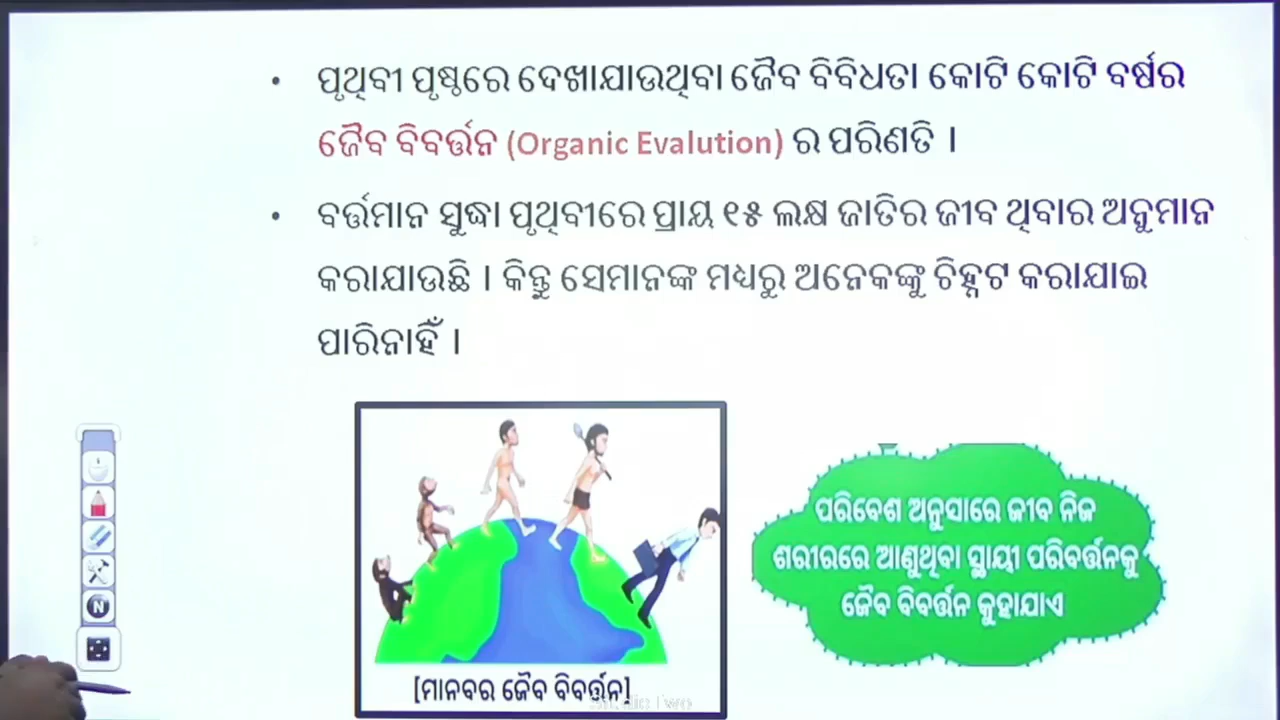 • ପୃଥିବୀ ପୃଷ୍ଠରେ ଦେଖାଯାଉଥିବା ଜୈବ ବିବିଧତା କୋଟି କୋଟି ବର୍ଷର
ଜୈବ ବିବର୍ତ୍ତନ (Organic Evalution) ର ପରିଣତି ।
• ବର୍ତ୍ତମାନ ସୁଦ୍ଧା ପୃଥିବୀରେ ପ୍ରାୟ ୧୫ ଲକ୍ଷ ଜାତିର ଜୀବ ଥିବାର ଅନୁମାନ
କରାଯାଉଛି । କିନ୍ତୁ ସେମାନଙ୍କ ମଧ୍ୟରୁ ଅନେକଙ୍କୁ ଚିହ୍ନଟ କରାଯାଇ
ପାରିନାହିଁ ।
ପରିବେଶ ଅନୁସାରେ ଜୀବ ନିଜ
ଶରୀରରେ ଆଣୁଥିବା ସ୍ଥାୟୀ ପରିବର୍ତ୍ତନକୁ
ଜୈବ ବିବର୍ତ୍ତନ କୁହାଯାଏ
[ମାନବର ଜୈବ ବିବର୍ତ୍ତନ]
N